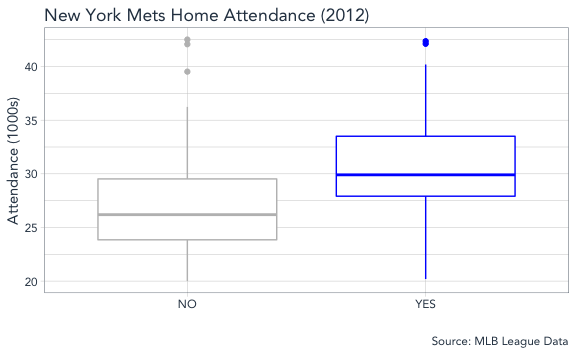 New York Mets Home Attendance (2012)
Attendance (1000s)
40
35
30
25
20
NO YES
Source: MLB League Data